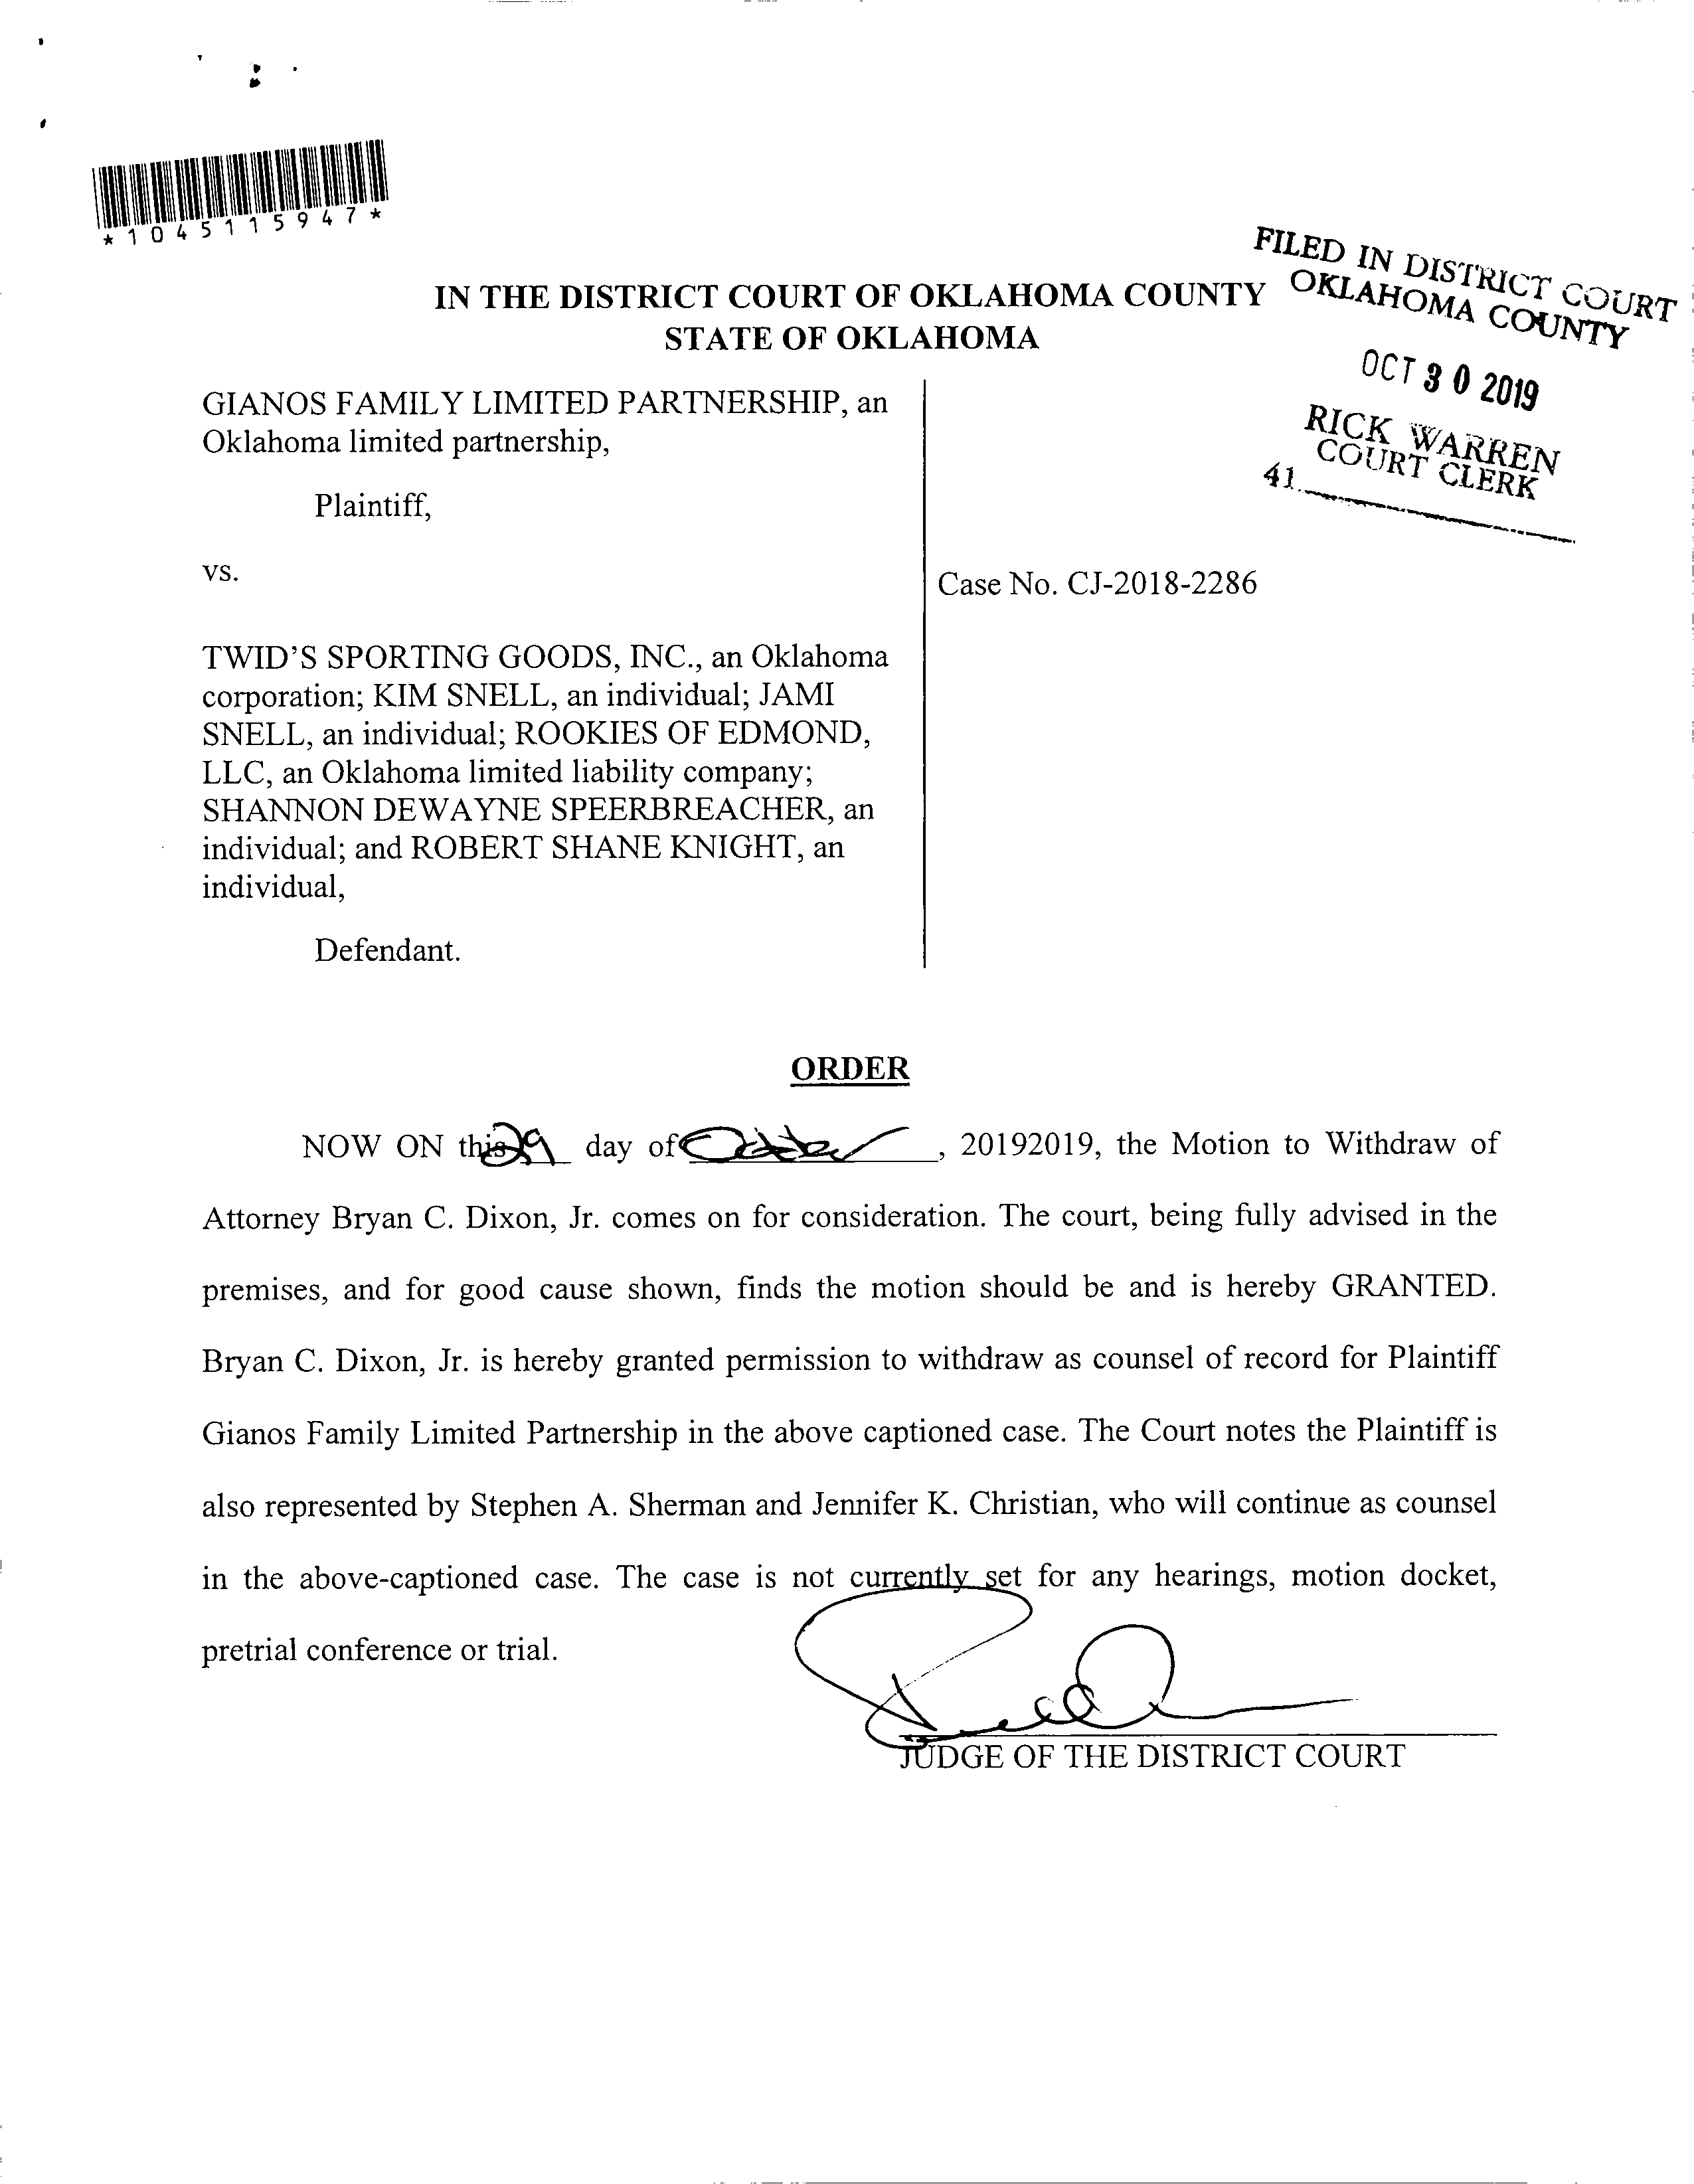 *1045115947*
FILED IN DISTRICT COURT
OKLAHOMA COUNTY
OCT 30 2019
RICK WARREN
COURT CLERK
41
IN THE DISTRICT COURT OF OKLAHOMA COUNTY
STATE OF OKLAHOMA
GIANOS FAMILY LIMITED PARTNERSHIP, an
Oklahoma limited partnership,
Plaintiff,
vs.
Case No. CJ-2018-2286
TWID'S SPORTING GOODS, INC., an Oklahoma
corporation; KIM SNELL, an individual; JAMI
SNELL, an individual; ROOKIES OF EDMOND,
LLC, an Oklahoma limited liability company;
SHANNON DEWAYNE SPEERBREACHER, an
individual; and ROBERT SHANE KNIGHT, an
individual,
Defendant.
ORDER
NOW ON this 29 day of October, 20192019, the Motion to Withdraw of
Attorney Bryan C. Dixon, Jr. comes on for consideration. The court, being fully advised in the
premises, and for good cause shown, finds the motion should be and is hereby GRANTED.
Bryan C. Dixon, Jr. is hereby granted permission to withdraw as counsel of record for Plaintiff
Gianos Family Limited Partnership in the above captioned case. The Court notes the Plaintiff is
also represented by Stephen A. Sherman and Jennifer K. Christian, who will continue as counsel
in the above-captioned case. The case is not currently set for any hearings, motion docket,
pretrial conference or trial.
JUDGE OF THE DISTRICT COURT